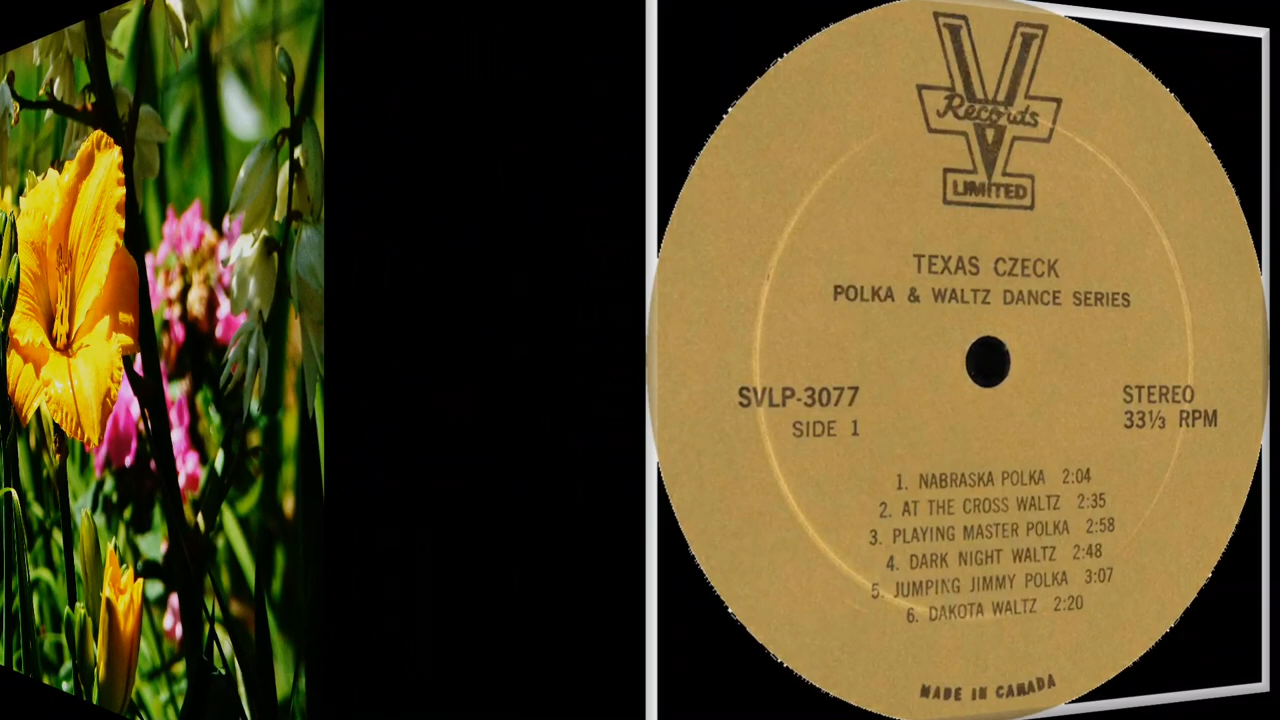 V
Records
LIMITED
TEXAS CZECK
POLKA & WALTZ DANCE SERIES
SVLP-3077
SIDE 1
STEREO
33⅓ RPM
1. NABRASKA POLKA 2:04
2. AT THE CROSS WALTZ 2:35
3. PLAYING MASTER POLKA 2:58
4. DARK NIGHT WALTZ 2:48
5. JUMPING JIMMY POLKA 3:07
6. DAKOTA WALTZ 2:20
MADE IN CANADA